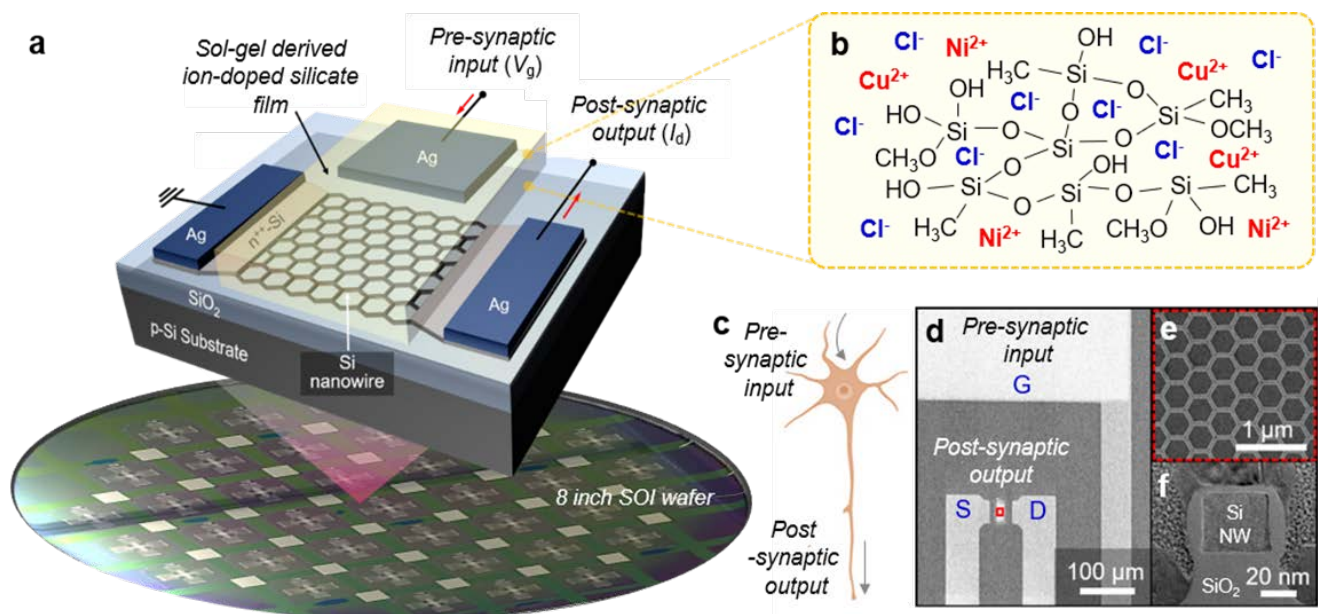 a
Sol-gel derived
ion-doped silicate
film
Pre-synaptic
input (Vg)
Post-synaptic
output (Id)
Ag
Ag
n++-Si
Ag
SiO2
p-Si Substrate
Si
nanowire
8 inch SOI wafer
b
Cl- Ni2+ OH Cl- Cl-
Cu2+ H3C Si O Cu2+
OH Cl- Cl- CH3
Cl- HO Si O O Si O Si OCH3
CH3O Cl- OH Cl- Cu2+
HO Si O Si O Si CH3
O
Cl- H3C Ni2+ H3C CH3O OH Ni2+
c
Pre-
synaptic
input
Post
-synaptic
output
d
Pre-synaptic
input
G
Post-synaptic
output
S D
100 μm
e
1 μm
f
Si
NW
SiO2
20 nm